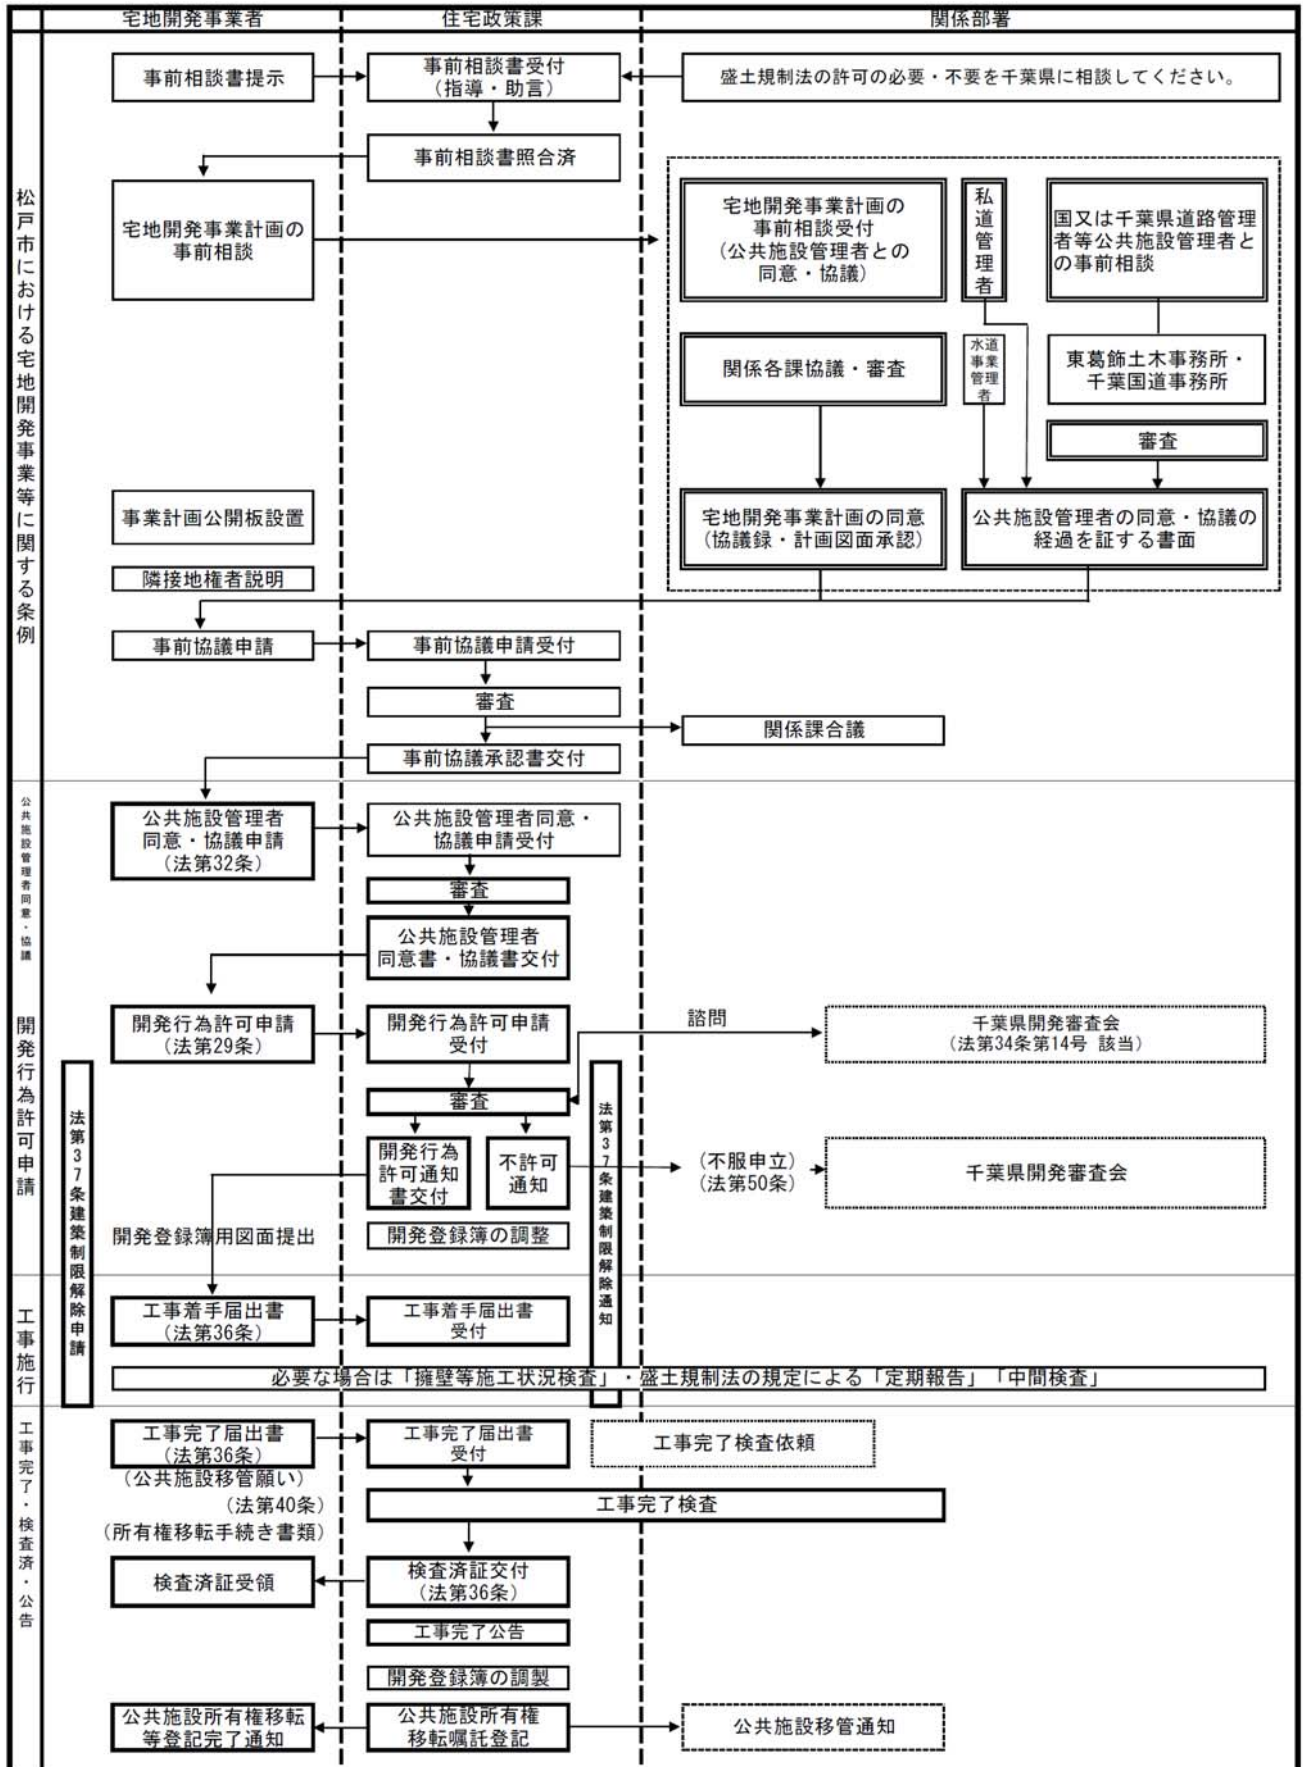 宅地開発事業者
住宅政策課
関係部署
松戸市における宅地開発事業等に関する条例
事前相談書提示
事前相談書受付
(指導・助言)
盛土規制法の許可の必要・不要を千葉県に相談してください。
事前相談書照合済
宅地開発事業計画の
事前相談
宅地開発事業計画の
事前相談受付
(公共施設管理者との
同意・協議)
私道管理者
国又は千葉県道路管理
者等公共施設管理者と
の事前相談
関係各課協議・審査
水道
事業
管理
者
東葛飾土木事務所・
千葉国道事務所
審査
事業計画公開板設置
宅地開発事業計画の同意
(協議録・計画図面承認)
公共施設管理者の同意・協議の
経過を証する書面
隣接地権者説明
事前協議申請
事前協議申請受付
審査
関係課合議
事前協議承認書交付
公共施設管理者同意・協議
公共施設管理者
同意・協議申請
(法第32条)
公共施設管理者同意・
協議申請受付
審査
公共施設管理者
同意書・協議書交付
開発行為許可申請
開発行為許可申請
(法第29条)
開発行為許可申請
受付
諮問
千葉県開発審査会
(法第34条第14号 該当)
法第37条建築制限解除申請
審査
法第37条建築制限解除通知
開発行為
許可通知
書交付
不許可
通知
(不服申立)
(法第50条)
千葉県開発審査会
開発登録簿用図面提出
開発登録簿の調整
工事施行
工事着手届出書
(法第36条)
工事着手届出書
受付
必要な場合は「擁壁等施工状況検査」・盛土規制法の規定による「定期報告」「中間検査」
工事完了・検査済・公告
工事完了届出書
(法第36条)
工事完了届出書
受付
工事完了検査依頼
(公共施設移管願い)
(法第40条)
(所有権移転手続き書類)
工事完了検査
検査済証受領
検査済証交付
(法第36条)
工事完了公告
開発登録簿の調製
公共施設所有権移転
等登記完了通知
公共施設所有権
移転嘱託登記
公共施設移管通知